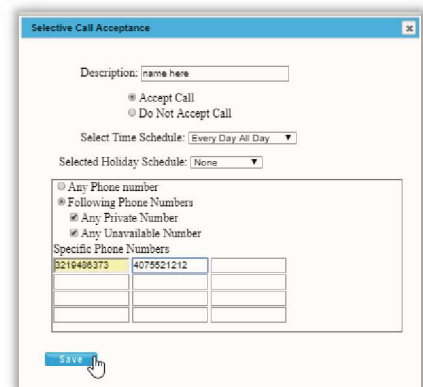 Selective Call Acceptance
Description: name here
Accept Call
Do Not Accept Call
Select Time Schedule: Every Day All Day
Selected Holiday Schedule: None
Any Phone number
Following Phone Numbers
Any Private Number
Any Unavailable Number
Specific Phone Numbers
3219486373 4075521212
Save